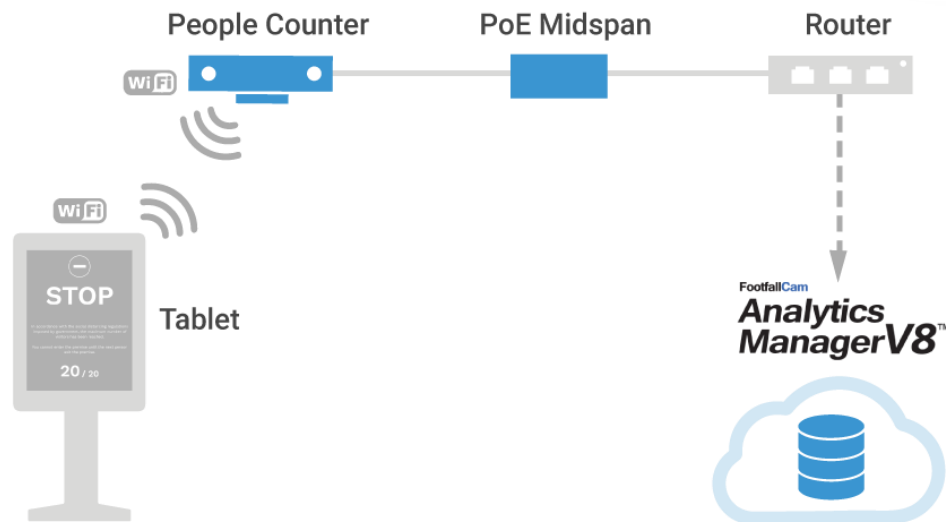 People Counter
PoE Midspan
Router
WiFi
WiFi
STOP
20 / 20
Tablet
FootfallCam
Analytics
ManagerV8™